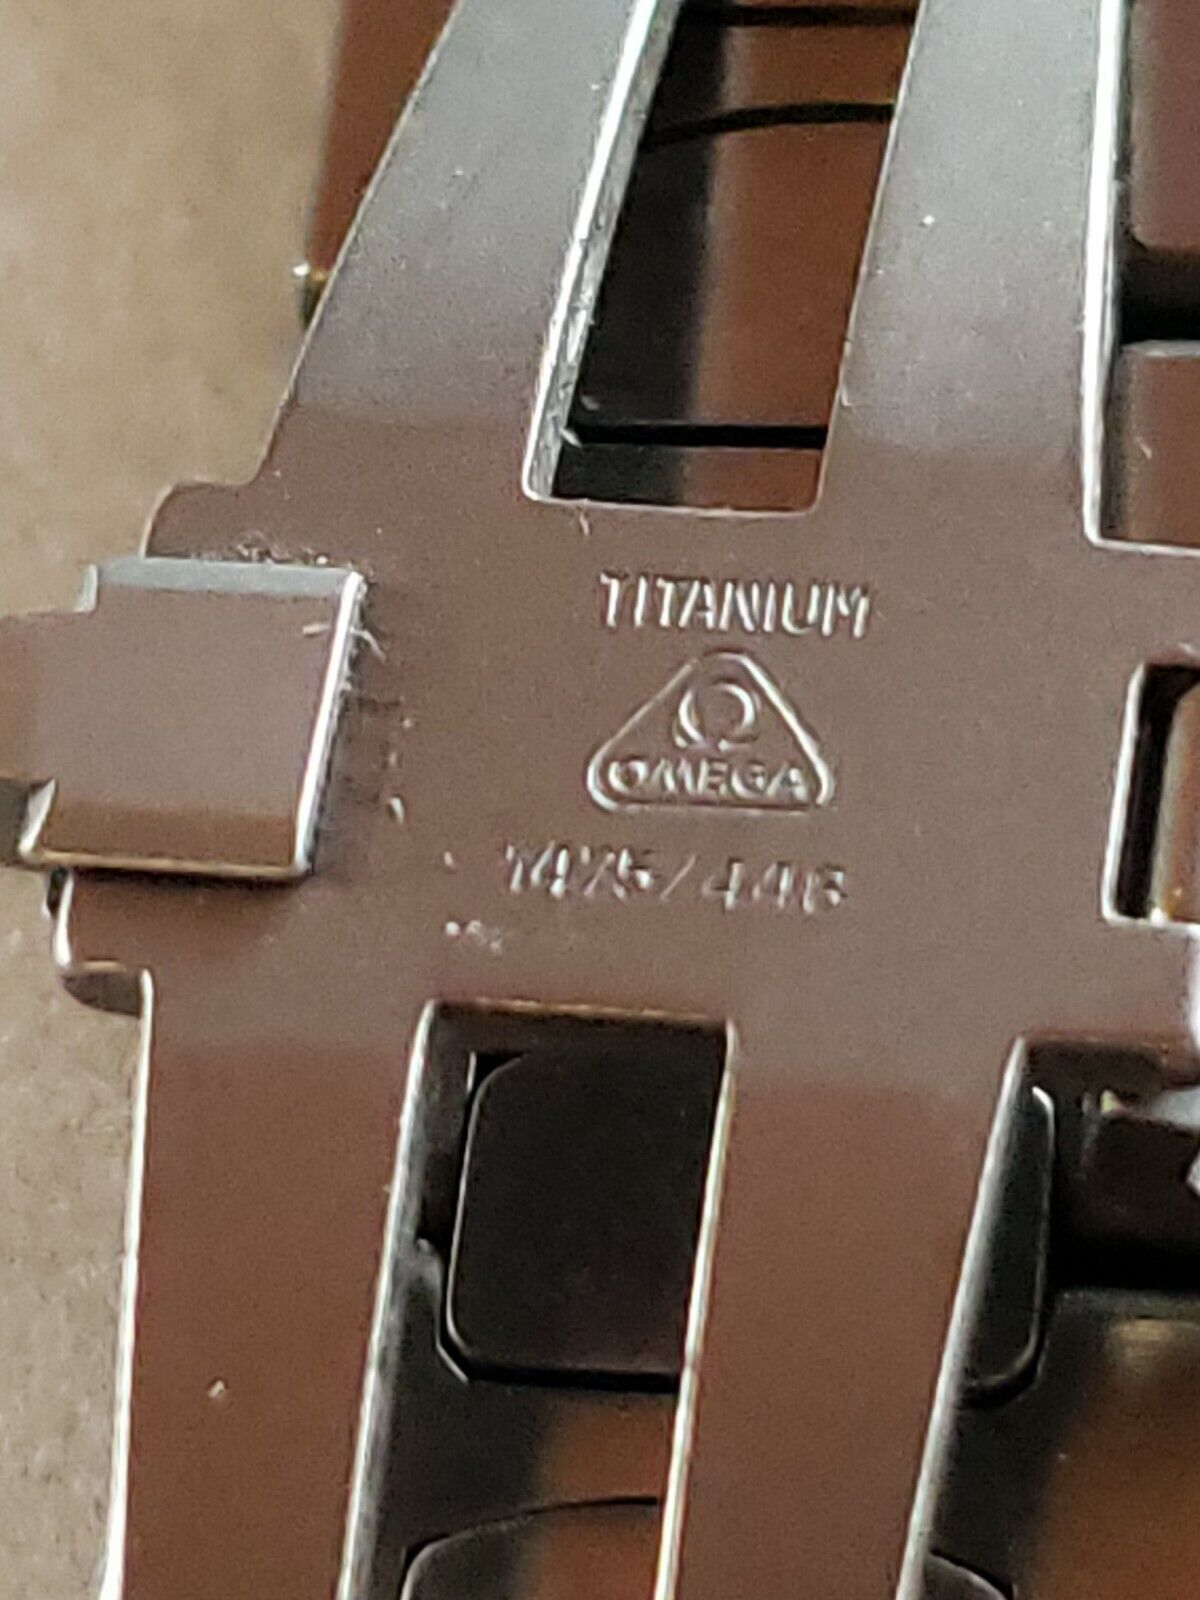 TITANIUM
Ω
OMEGA
1475/446